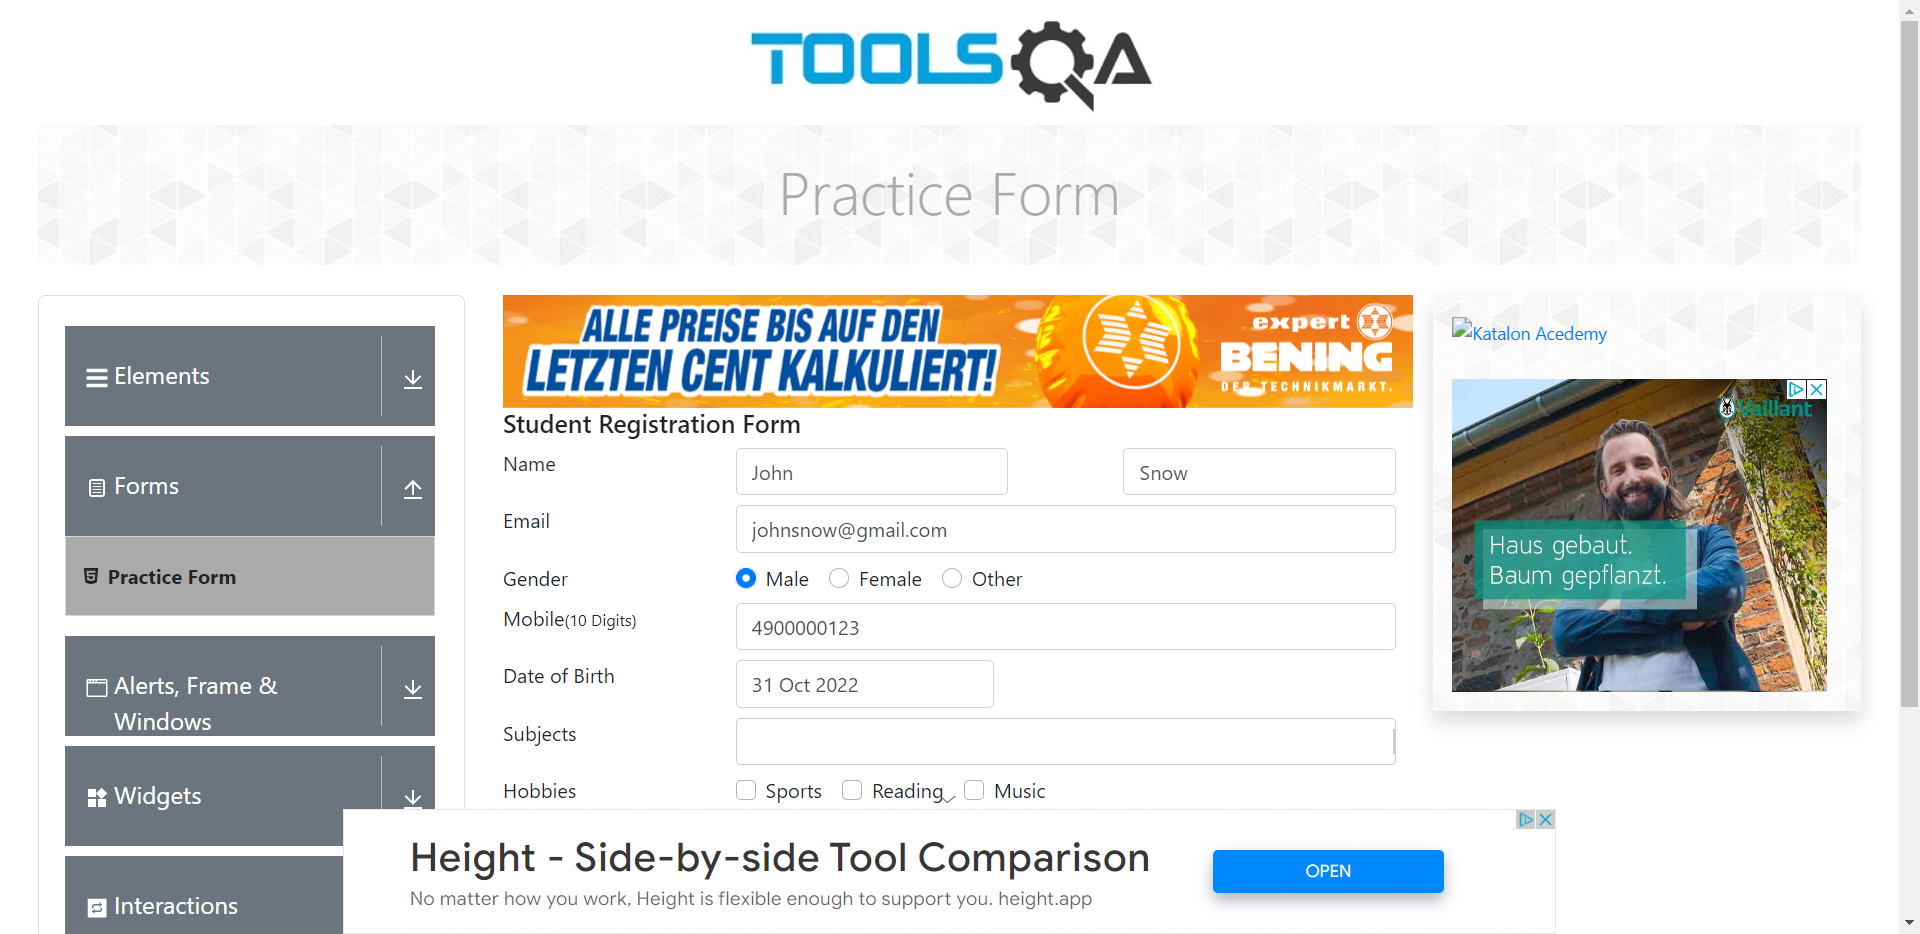 TOOLSQA
Practice Form
Elements
Forms
Practice Form
Alerts, Frame &
Windows
Widgets
Interactions
ALLE PREISE BIS AUF DEN
LETZTEN CENT KALKULIERT!
expert
BENING
DER TECHNIKMARKT.
Student Registration Form
Name
John
Snow
Email
johnsnow@gmail.com
Gender
Male
Female
Other
Mobile(10 Digits)
4900000123
Date of Birth
31 Oct 2022
Subjects
Hobbies
Sports
Reading
Music
Katalon Acedemy
Vaillant
Haus gebaut.
Baum gepflanzt.
Height - Side-by-side Tool Comparison
No matter how you work, Height is flexible enough to support you. height.app
OPEN